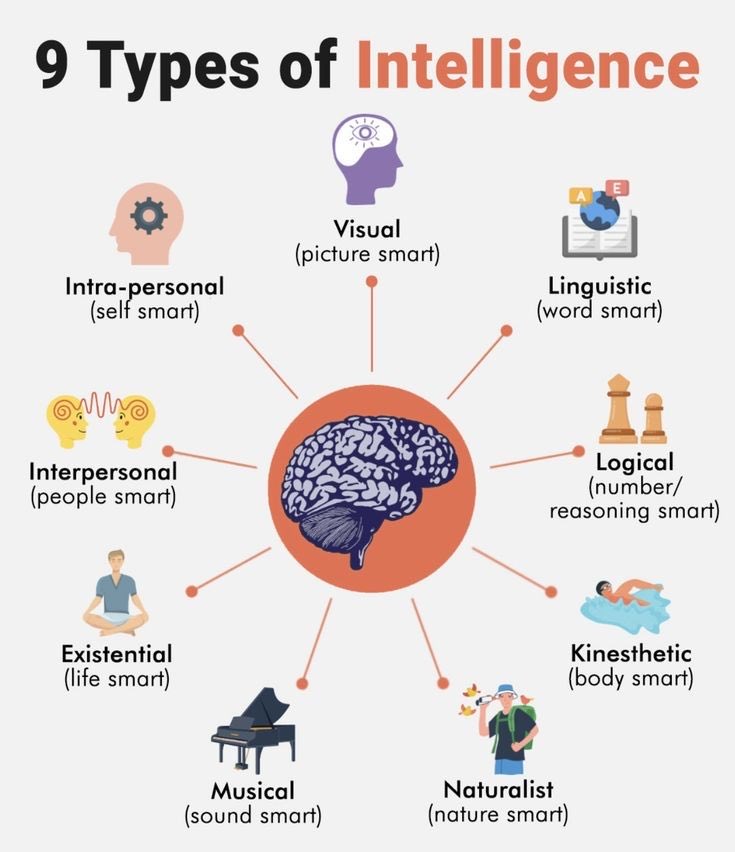 9 Types of Intelligence
Visual
(picture smart)
Linguistic
(word smart)
A
E
Logical
(number/
reasoning smart)
Kinesthetic
(body smart)
Naturalist
(nature smart)
Musical
(sound smart)
Existential
(life smart)
Interpersonal
(people smart)
Intra-personal
(self smart)